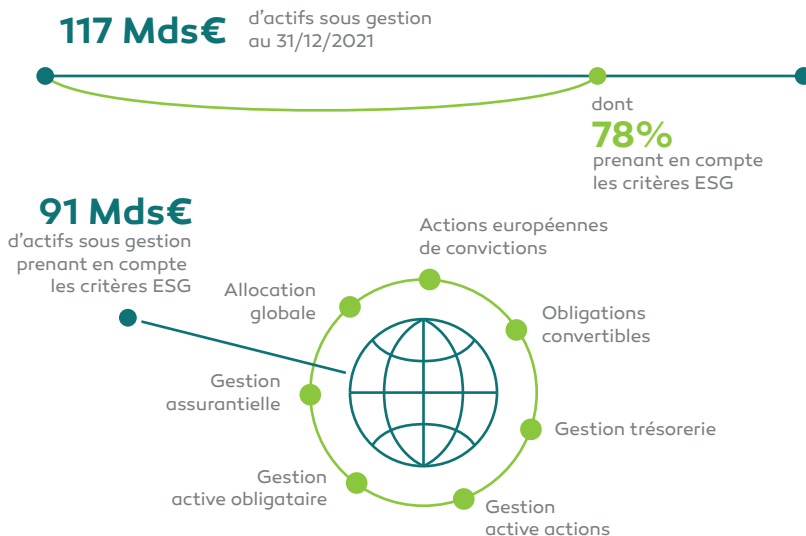 117 Mds€
d'actifs sous gestion
au 31/12/2021
dont
78%
prenant en compte
les critères ESG
91 Mds€
d'actifs sous gestion
prenant en compte
les critères ESG
Actions européennes
de convictions
Allocation
globale
Obligations
convertibles
Gestion
assurantielle
Gestion trésorerie
Gestion
active obligataire
Gestion
active actions